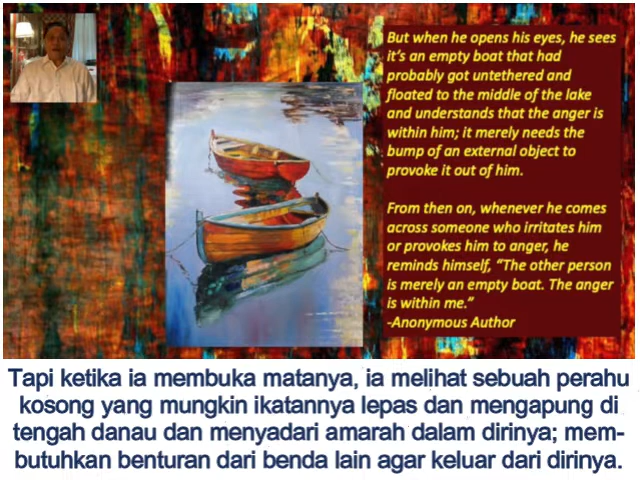 But when he opens his eyes, he sees
it's an empty boat that had
probably got untethered and
floated to the middle of the lake
and understands that the anger is
within him; it merely needs the
bump of an external object to
provoke it out of him.
From then on, whenever he comes
across someone who irritates him
or provokes him to anger, he
reminds himself, “The other person
is merely an empty boat. The anger
is within me.”
-Anonymous Author
Tapi ketika ia membuka matanya, ia melihat sebuah perahu
kosong yang mungkin ikatannya lepas dan mengapung di
tengah danau dan menyadari amarah dalam dirinya; mem-
butuhkan benturan dari benda lain agar keluar dari dirinya.